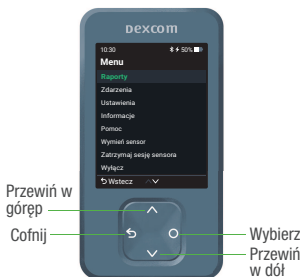 Dexcom
10:30 50%
Menu
Raporty
Zdarzenia
Ustawienia
Informacje
Pomoc
Wymień sensor
Zatrzymaj sesję sensora
Wyłącz
Wstecz
Przewiń w
góręp
Cofnij
Wybierz
Przewiń
w dół